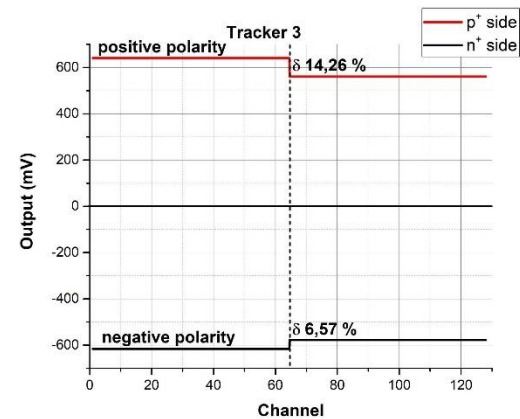 Tracker 3
p+ side
n+ side
positive polarity
δ 14,26 %
600
400
200
0
-200
-400
-600
Output (mV)
δ 6,57 %
negative polarity
0 20 40 60 80 100 120
Channel